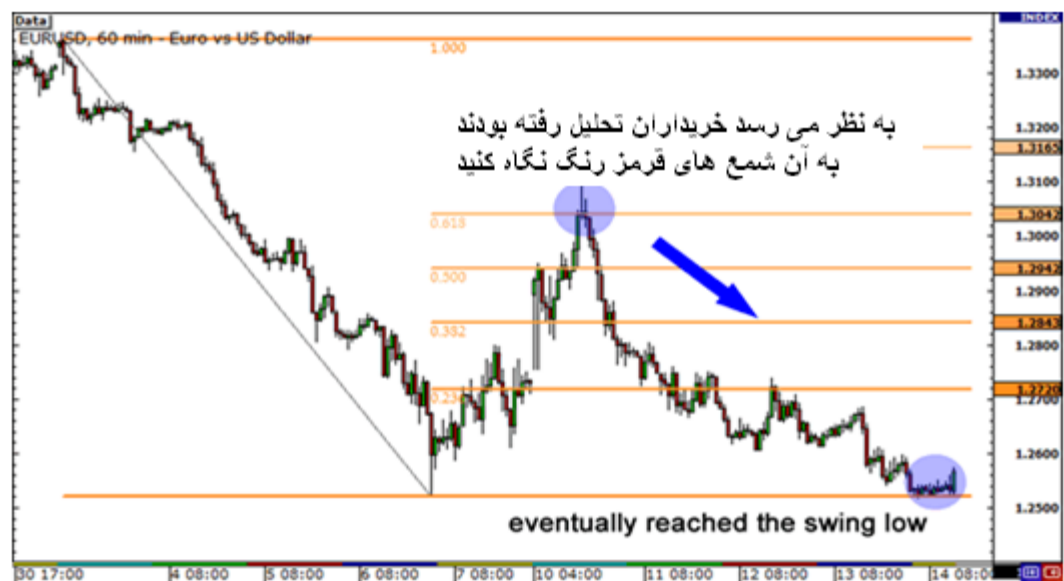 Data
INDEX
EURUSD, 60 min - Euro vs US Dollar
1.000
1.3300
به نظر می رسد خریداران تحلیل رفته بودند
1.3200
1.3165
به آن شمع های قرمز رنگ نگاه کنید
1.3100
0.618
1.3042
1.3000
0.500
1.2942
1.2900
0.382
1.2843
1.2800
1.2720
1.2700
1.2600
1.2500
eventually reached the swing low
30 17:00 4 08:00 5 08:00 6 08:00 7 08:00 10 04:00 11 08:00 12 08:00 13 08:00 14 08: